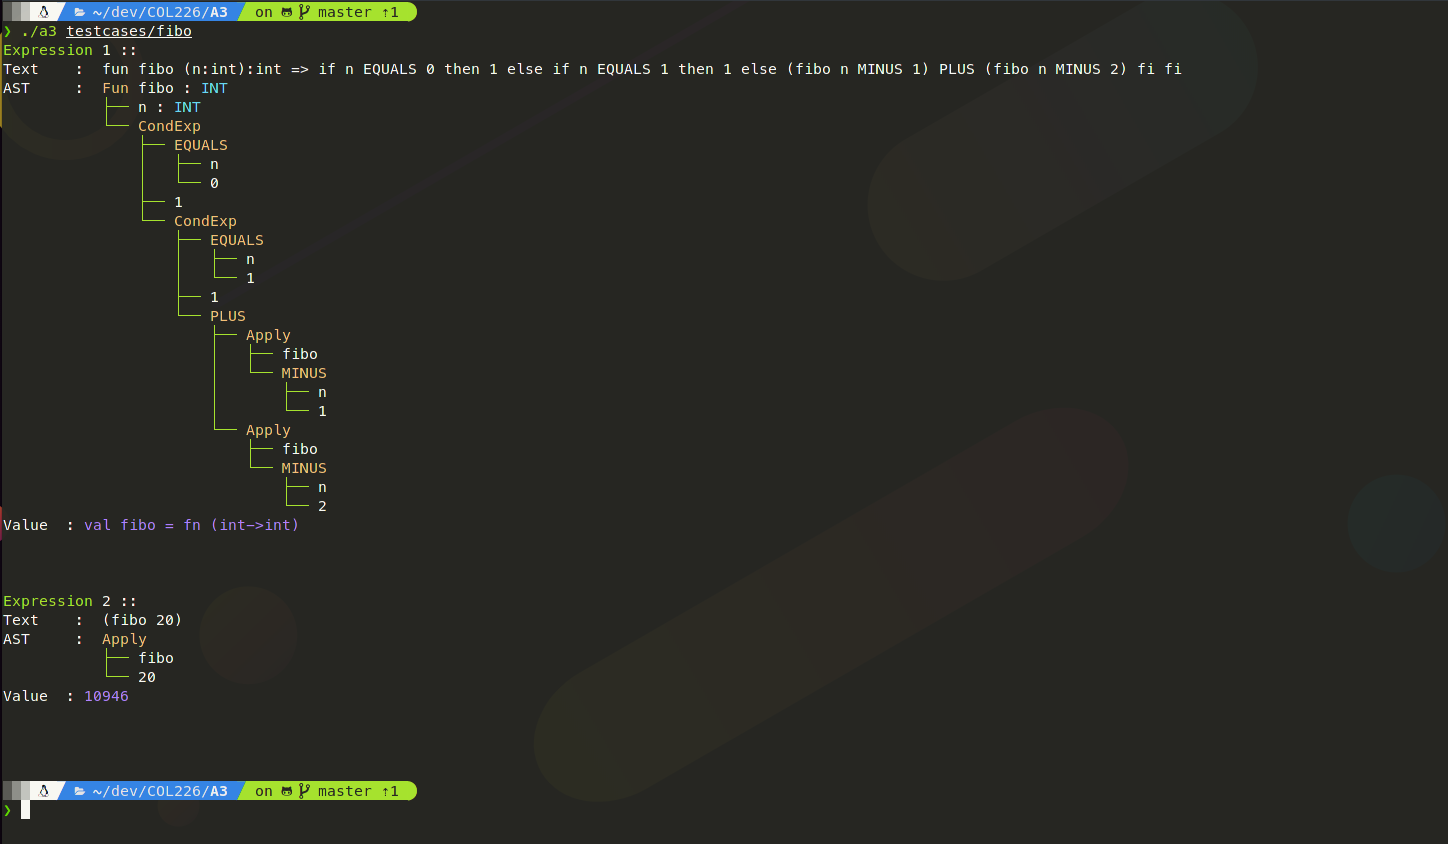 ~/dev/COL226/A3 on master ↑1
❯ ./a3 testcases/fibo
Expression 1 ::
Text    :  fun fibo (n:int):int => if n EQUALS 0 then 1 else if n EQUALS 1 then 1 else (fibo n MINUS 1) PLUS (fibo n MINUS 2) fi fi
AST     :  Fun fibo : INT
           ├── n : INT
           └── CondExp
               ├── EQUALS
               │   ├── n
               │   └── 0
               ├── 1
               └── CondExp
                   ├── EQUALS
                   │   ├── n
                   │   └── 1
                   ├── 1
                   └── PLUS
                       ├── Apply
                       │   ├── fibo
                       │   └── MINUS
                       │       ├── n
                       │       └── 1
                       └── Apply
                           ├── fibo
                           └── MINUS
                               ├── n
                               └── 2
Value  : val fibo = fn (int->int)
Expression 2 ::
Text    :  (fibo 20)
AST     :  Apply
           ├── fibo
           └── 20
Value  : 10946
~/dev/COL226/A3 on master ↑1
❯